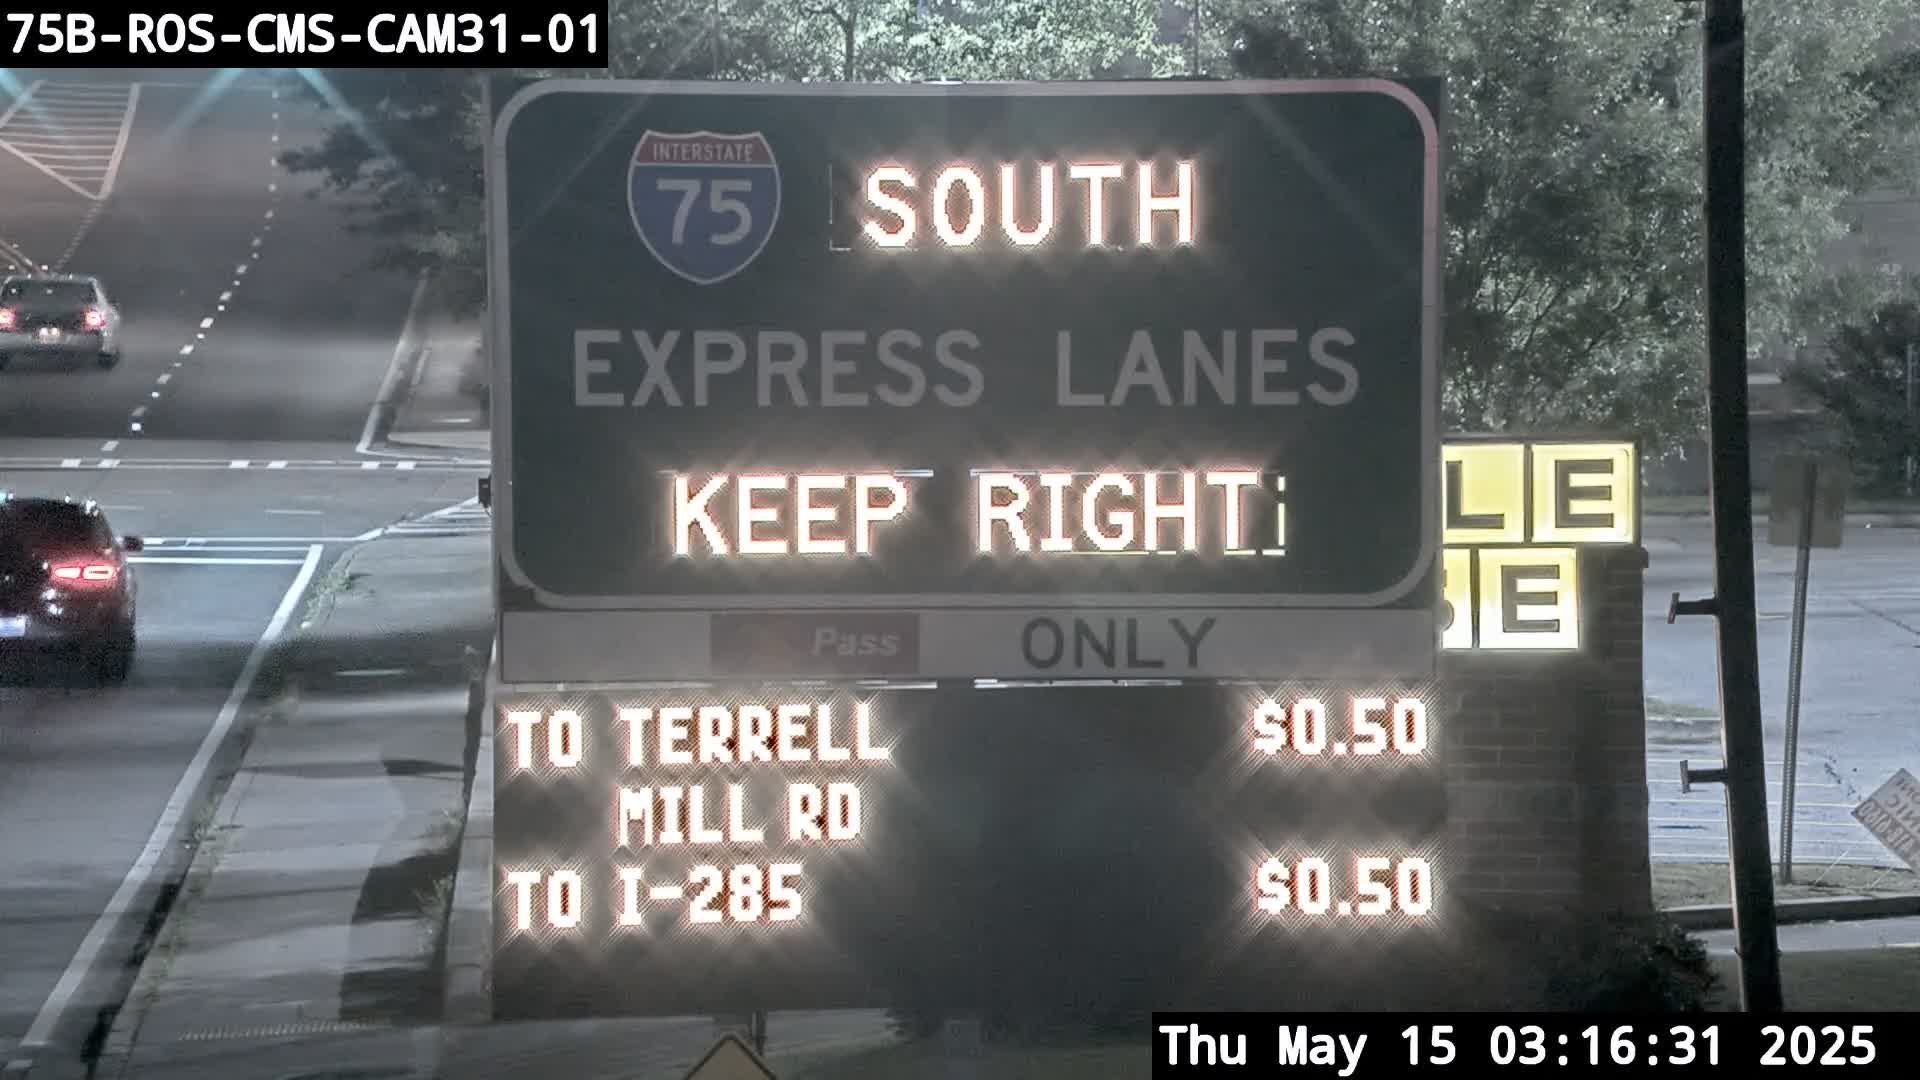 75B-ROS-CMS-CAM31-01
INTERSTATE
75
SOUTH
EXPRESS LANES
KEEP RIGHT
Pass ONLY
TO TERRELL $0.50
MILL RD
TO I-285 $0.50
LE
E
Thu May 15 03:16:31 2025